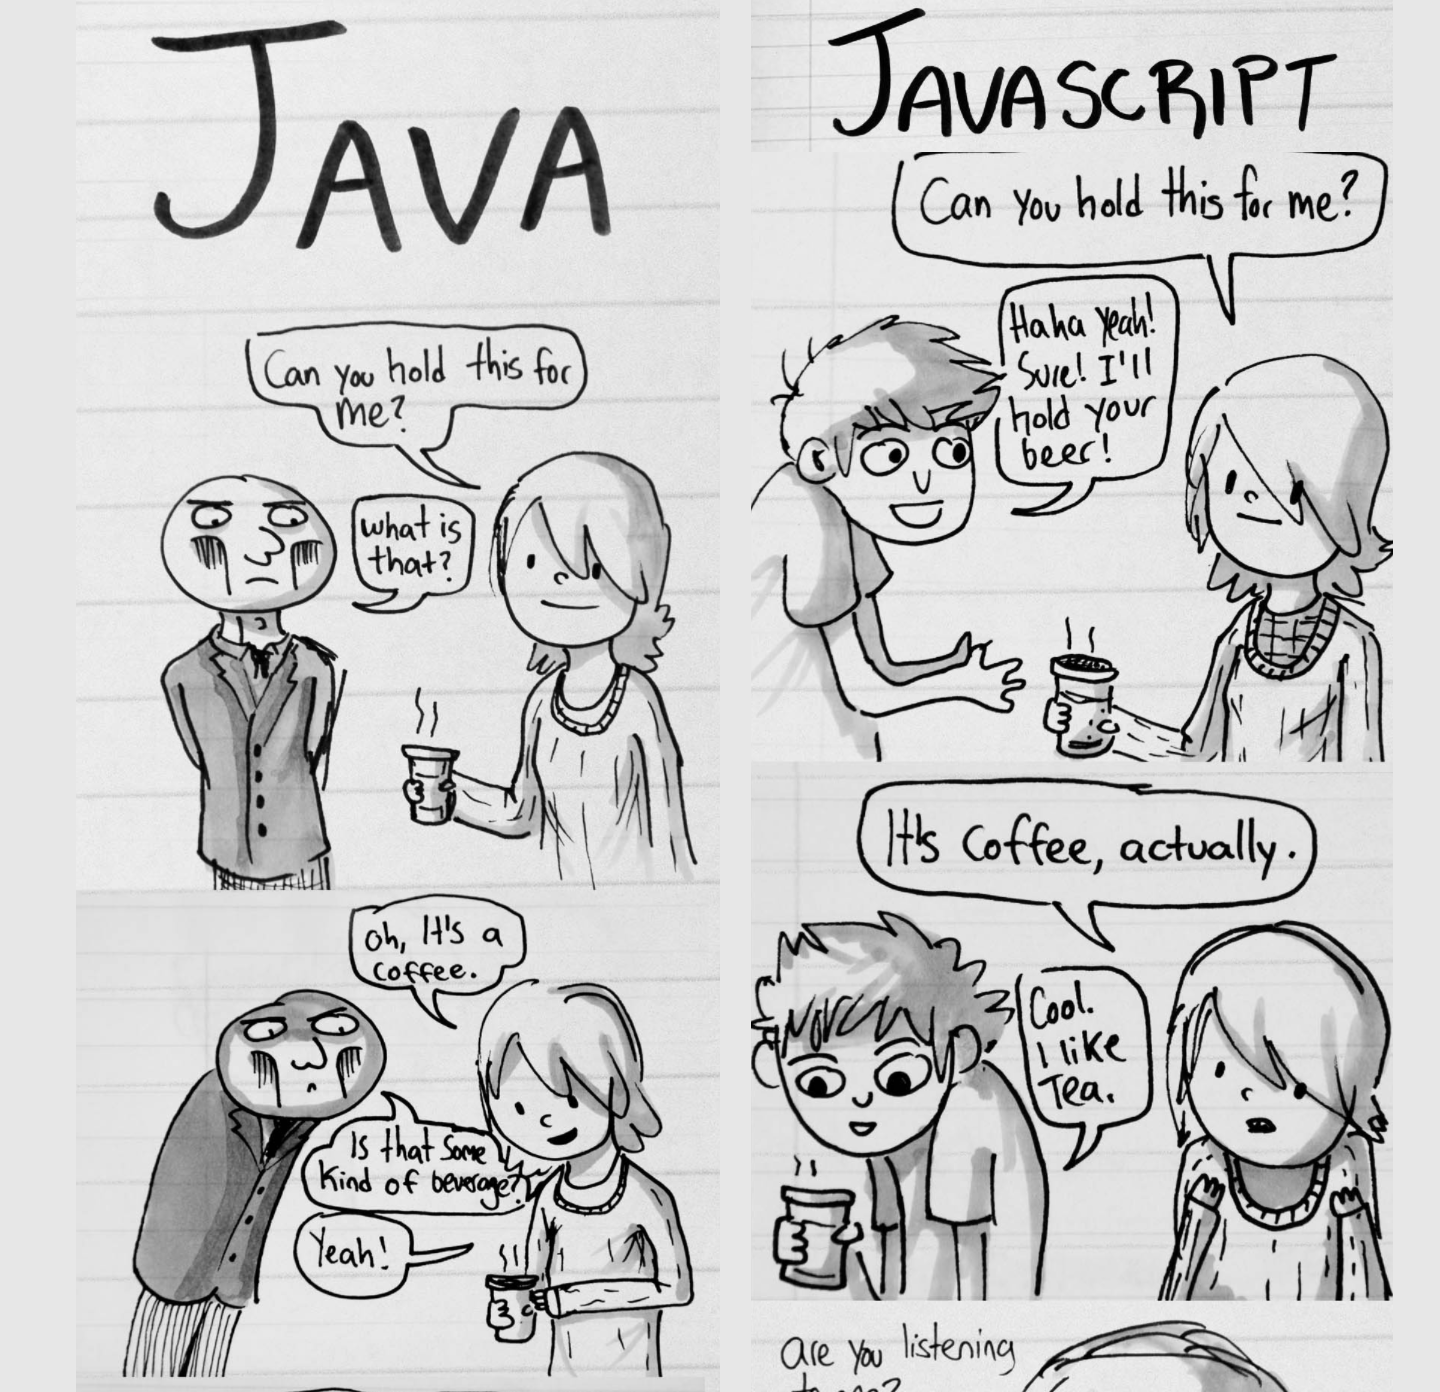 JAVA
Can you hold this for
me?
what is
that?
oh, It's a
coffee.
Is that some
kind of beverage?
Yeah!
JAVASCRIPT
Can you hold this for me?
Haha Yeah!
Sure! I'll
hold your
beer!
It's coffee, actually.
Cool.
I like
Tea.
are you listening
to me?